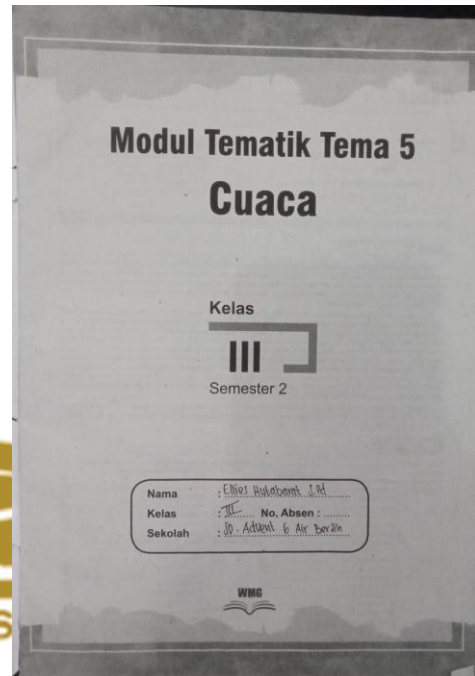 Modul Tematik Tema 5
Cuaca
Kelas
III
Semester 2
Nama : Ellies Hutabarat S.Pd
Kelas : III No. Absen :
Sekolah : SD. Advent 6 Air Bersih
WMG